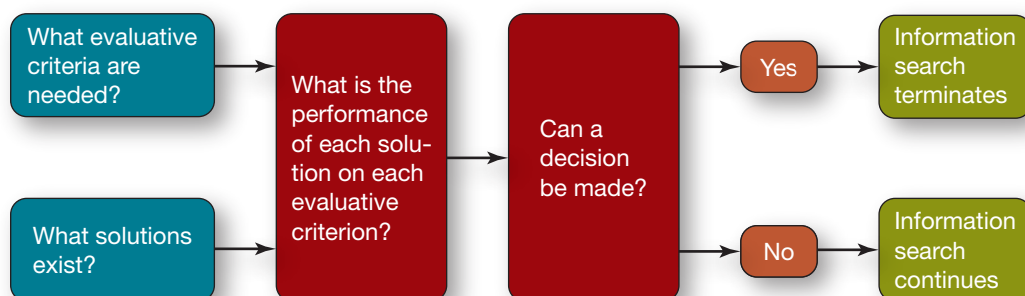 What evaluative
criteria are
needed?
What solutions
exist?
What is the
performance
of each solu-
tion on each
evaluative
criterion?
Can a
decision
be made?
Yes
Information
search
terminates
No
Information
search
continues